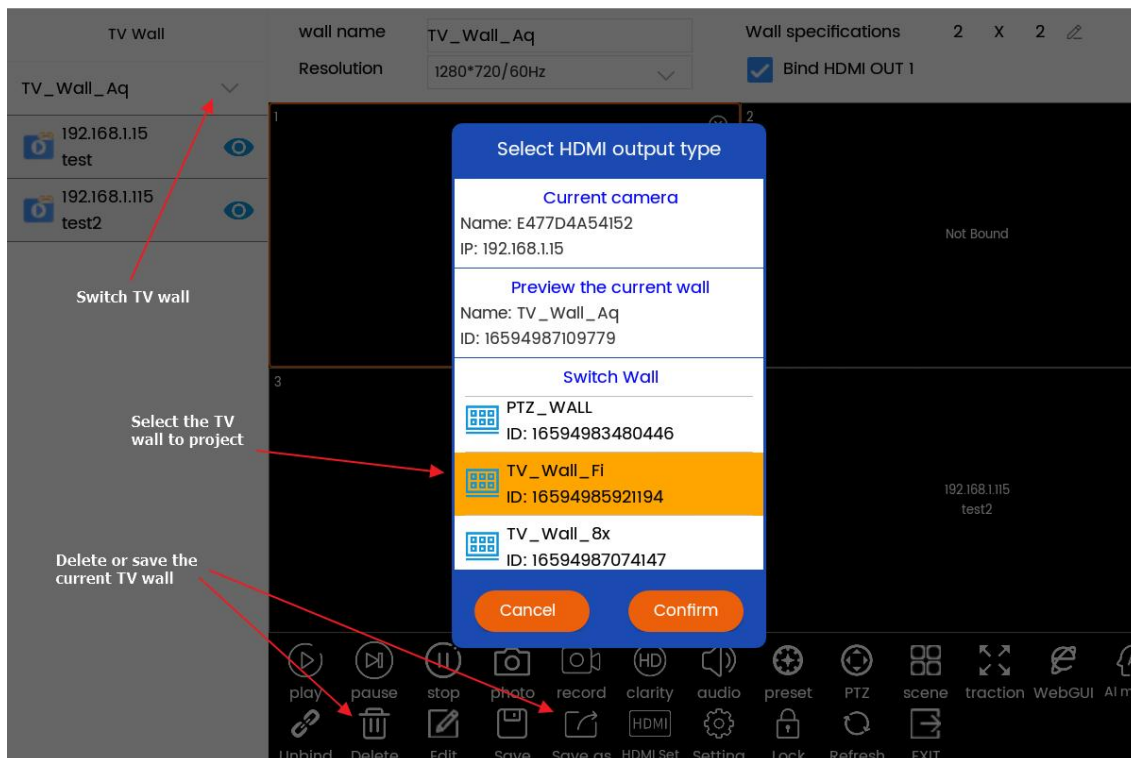 TV Wall
wall name
TV_Wall_Aq
Wall specifications 2 X 2
Resolution
1280*720/60Hz
Bind HDMI OUT 1
TV_Wall_Aq
192.168.1.15
test
192.168.1.115
test2
Switch TV wall
Select the TV
wall to project
Delete or save the
current TV wall
1
2
Not Bound
3
192.168.1.115
test2
Select HDMI output type
Current camera
Name: E477D4A54152
IP: 192.168.1.15
Preview the current wall
Name: TV_Wall_Aq
ID: 16594987109779
Switch Wall
PTZ_WALL
ID: 16594983480446
TV_Wall_Fi
ID: 16594985921194
TV_Wall_8x
ID: 16594987074147
Cancel
Confirm
HD
play pause stop photo record clarity audio preset PTZ scene traction WebGUI AI m
HDMI
Unbind Delete Edit Save Save as HDMI Set Setting Lock Refresh EXIT